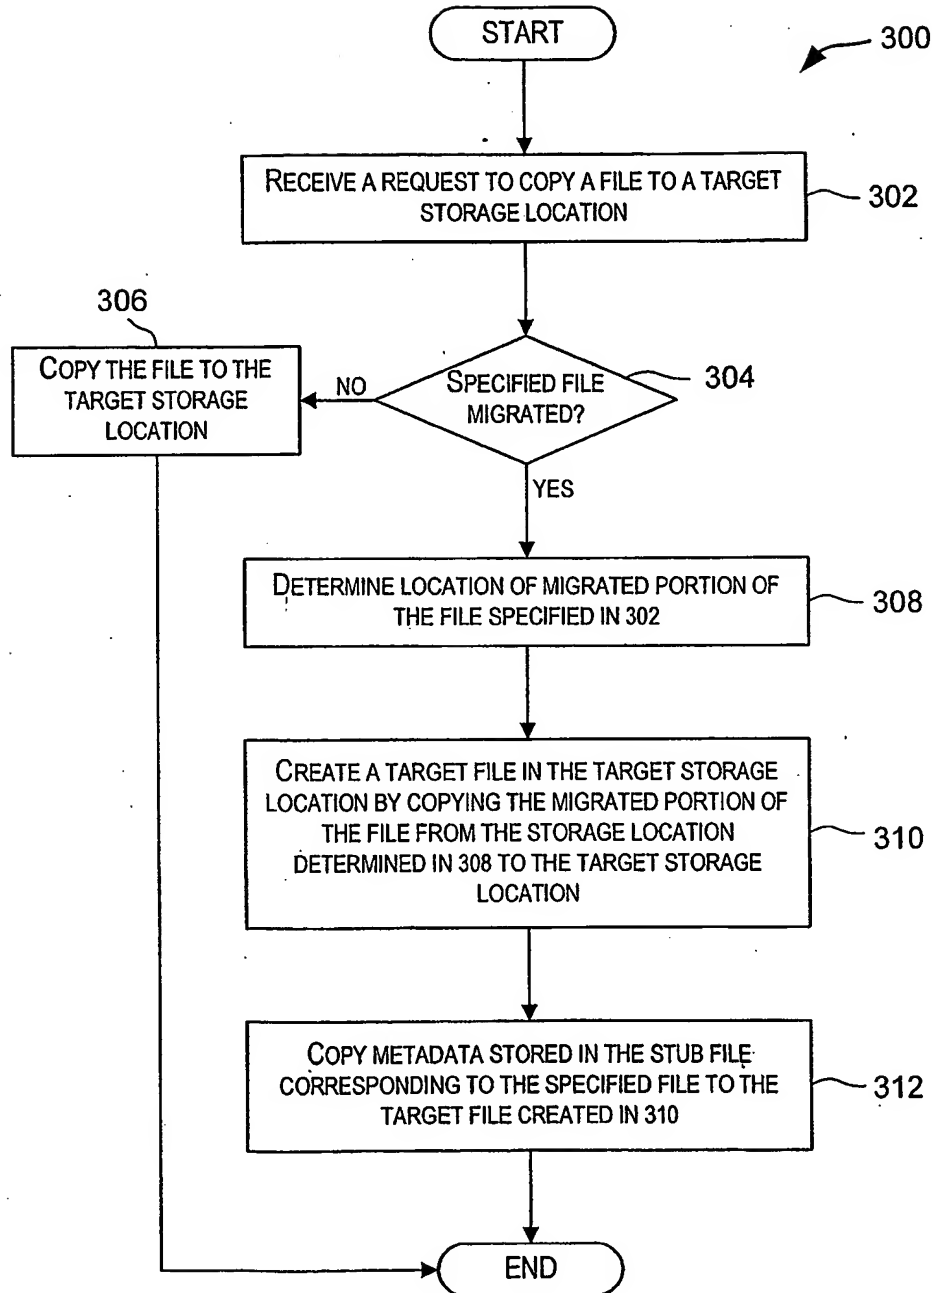 START
300
RECEIVE A REQUEST TO COPY A FILE TO A TARGET
STORAGE LOCATION
302
306
COPY THE FILE TO THE
TARGET STORAGE
LOCATION
NO
SPECIFIED FILE
MIGRATED?
304
YES
DETERMINE LOCATION OF MIGRATED PORTION OF
THE FILE SPECIFIED IN 302
308
CREATE A TARGET FILE IN THE TARGET STORAGE
LOCATION BY COPYING THE MIGRATED PORTION OF
THE FILE FROM THE STORAGE LOCATION
DETERMINED IN 308 TO THE TARGET STORAGE
LOCATION
310
COPY METADATA STORED IN THE STUB FILE
CORRESPONDING TO THE SPECIFIED FILE TO THE
TARGET FILE CREATED IN 310
312
END